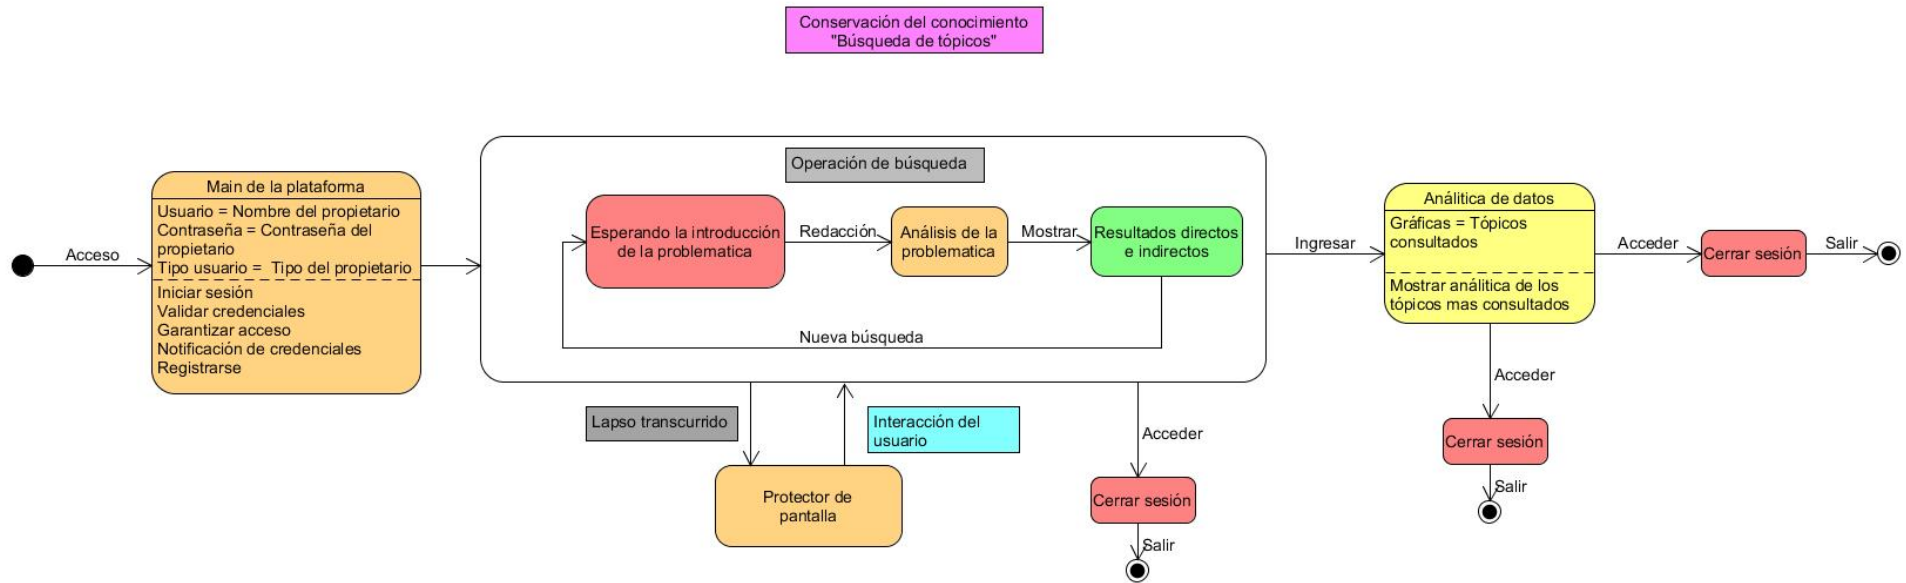 Conservación del conocimiento
"Búsqueda de tópicos"
Acceso
Main de la plataforma
Usuario = Nombre del propietario
Contraseña = Contraseña del
propietario
Tipo usuario =  Tipo del propietario
Iniciar sesión
Validar credenciales
Garantizar acceso
Notificación de credenciales
Registrarse
Operación de búsqueda
Esperando la introducción
de la problematica
Redacción
Análisis de la
problematica
Mostrar
Resultados directos
e indirectos
Nueva búsqueda
Lapso transcurrido
Interacción del
usuario
Protector de
pantalla
Acceder
Cerrar sesión
Salir
Ingresar
Análitica de datos
Gráficas = Tópicos
consultados
Mostrar análitica de los
tópicos mas consultados
Acceder
Cerrar sesión
Salir
Acceder
Cerrar sesión
Salir